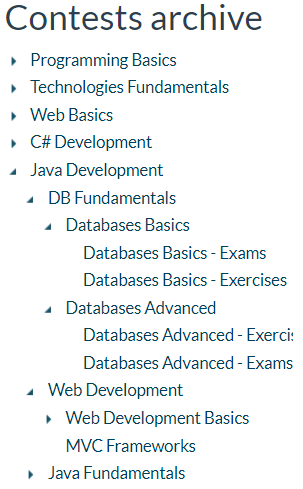 Contests archive
Programming Basics
Technologies Fundamentals
Web Basics
C# Development
Java Development
DB Fundamentals
Databases Basics
Databases Basics - Exams
Databases Basics - Exercises
Databases Advanced
Databases Advanced - Exercis
Databases Advanced - Exams
Web Development
Web Development Basics
MVC Frameworks
Java Fundamentals